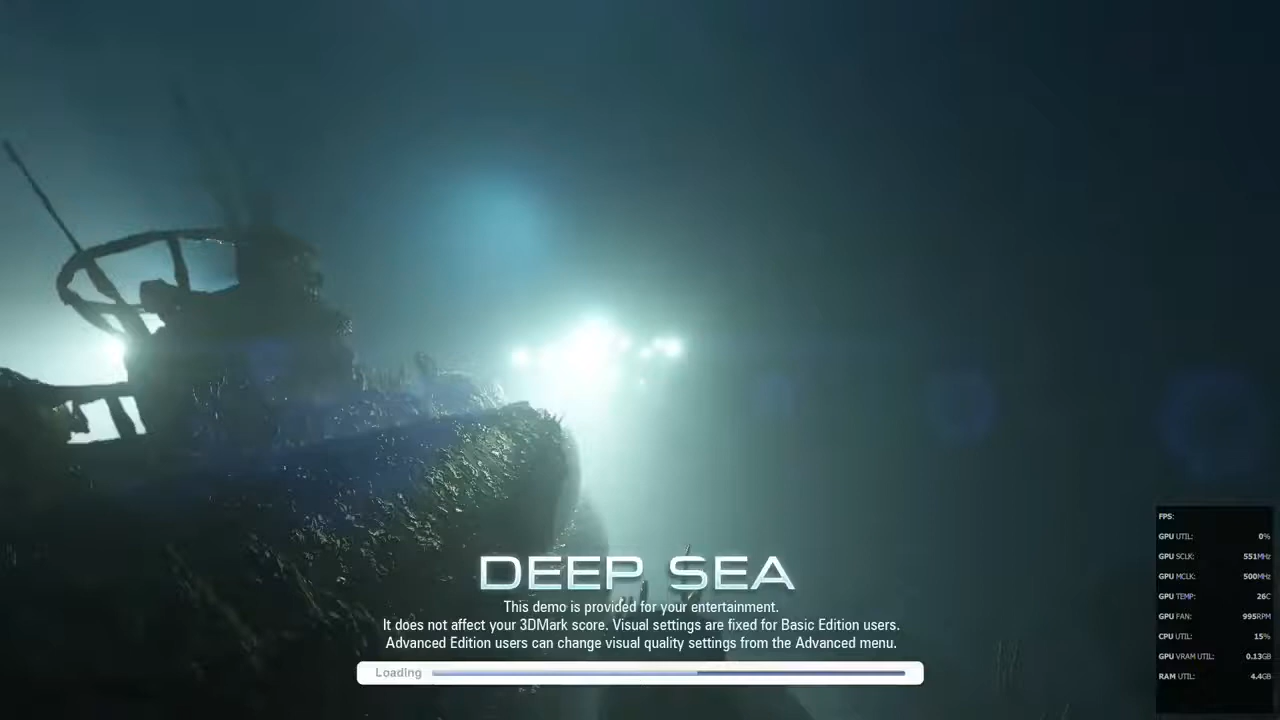 DEEP SEA
This demo is provided for your entertainment.
It does not affect your 3DMark score. Visual settings are fixed for Basic Edition users.
Advanced Edition users can change visual quality settings from the Advanced menu.
Loading
FPS:
GPU UTIL: 0%
GPU SCLK: 551MHz
GPU MCLK: 500MHz
GPU TEMP: 26C
GPU FAN: 995RPM
CPU UTIL: 15%
GPU VRAM UTIL: 0.13GB
RAM UTIL: 4.4GB